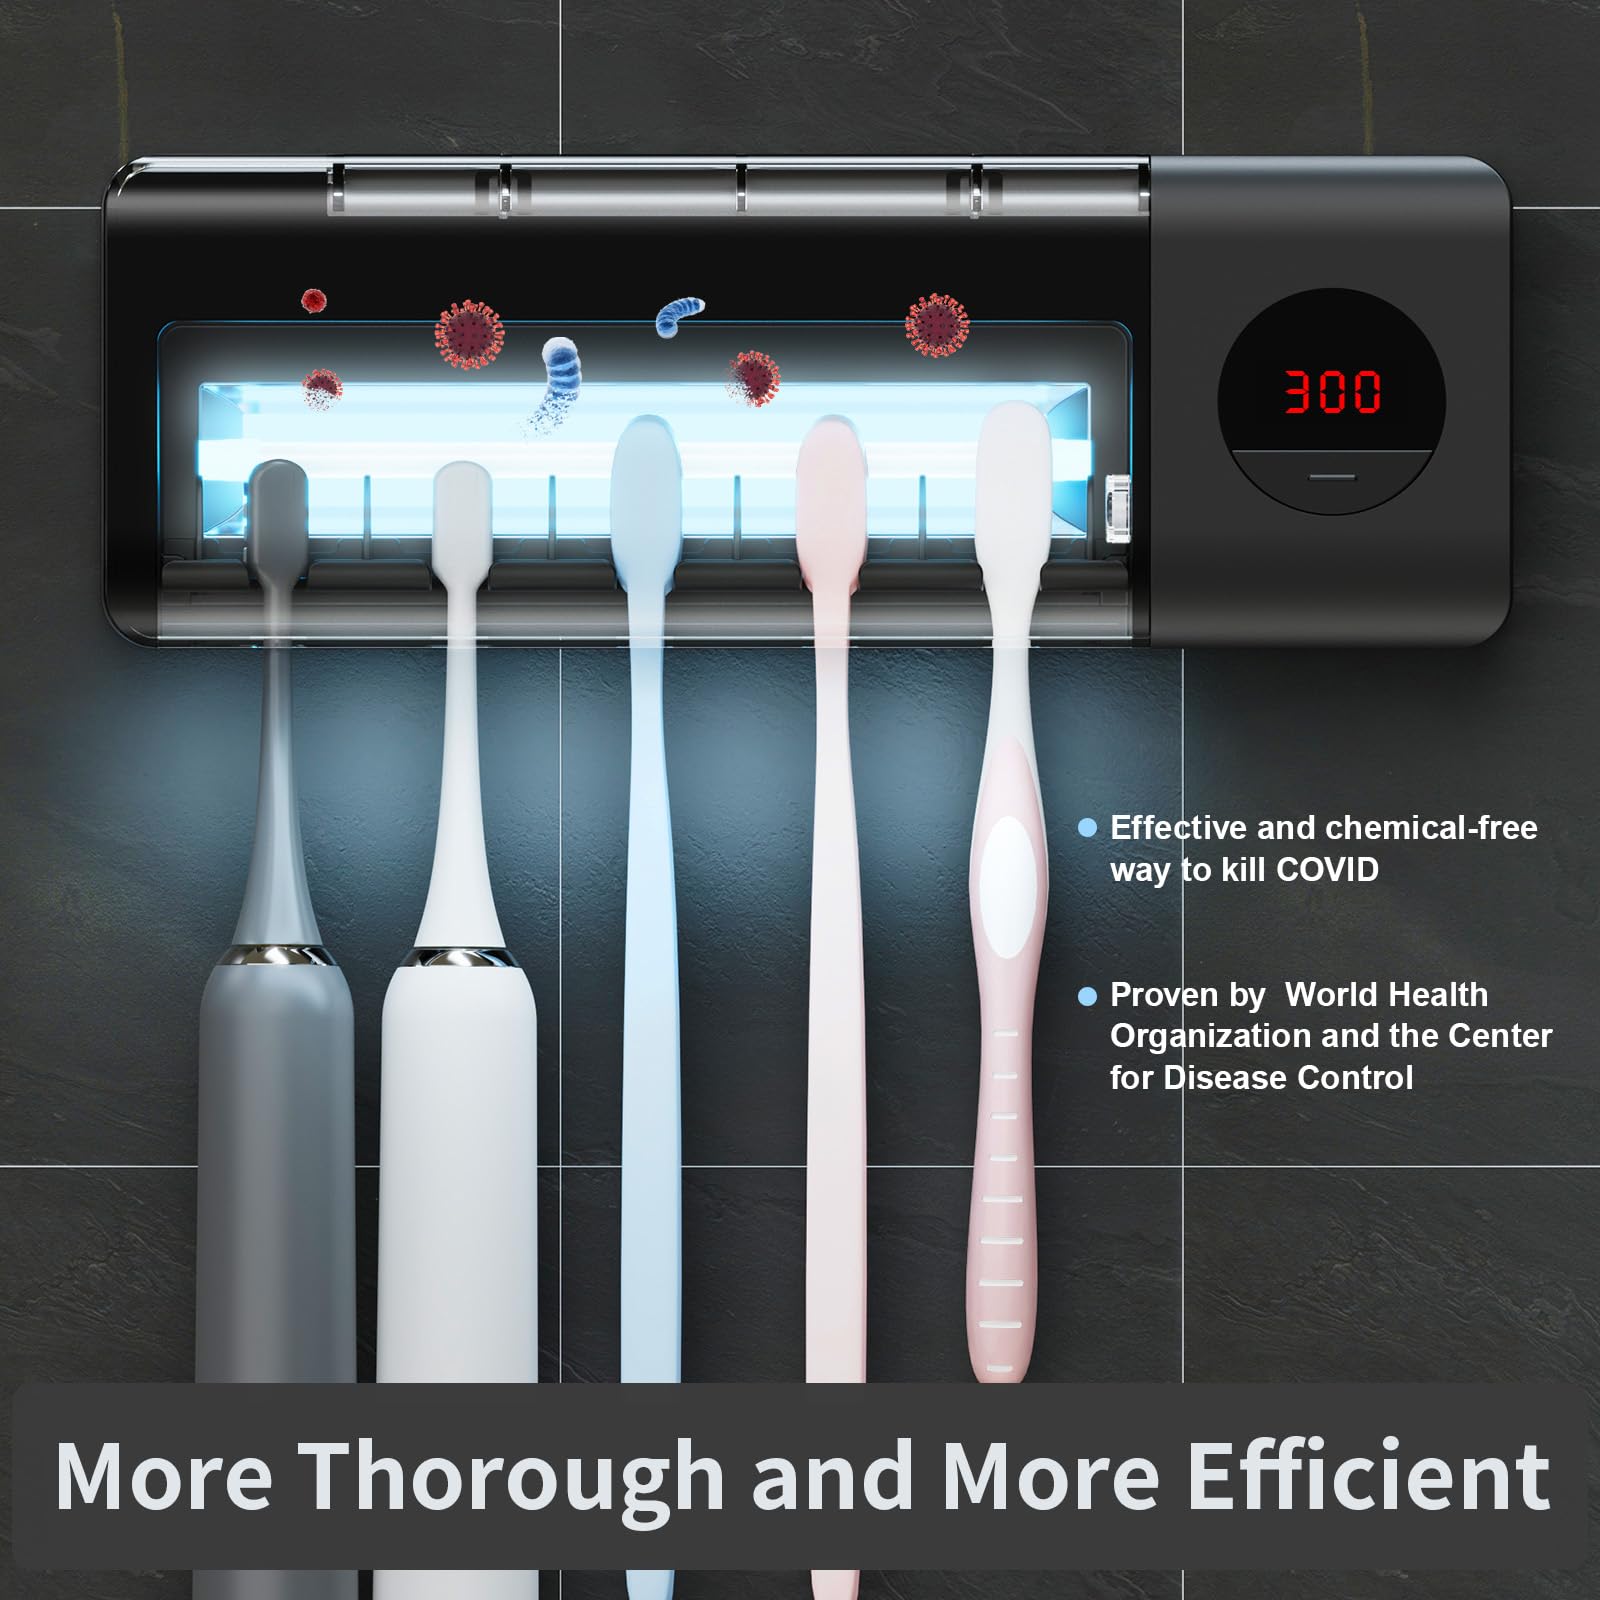 300
Effective and chemical-free
way to kill COVID
Proven by  World Health
Organization and the Center
for Disease Control
More Thorough and More Efficient